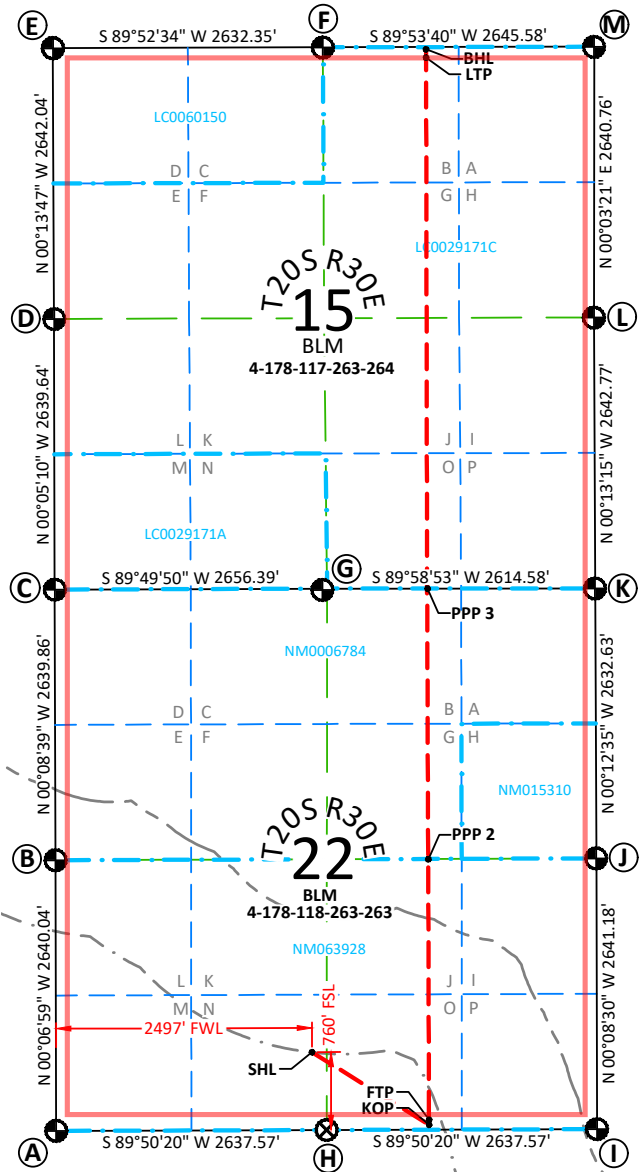 E
S 89°52'34" W 2632.35'
F
S 89°53'40" W 2645.58'
M
BHL
LTP
LC0060150
N 00°13'47" W 2642.04'
N 00°03'21" E 2640.76'
D C
E F
B A
G H
LC0029171C
T20S R30E
15
BLM
4-178-117-263-264
D
L
N 00°05'10" W 2639.64'
N 00°13'15" W 2642.77'
L K
M N
J I
O P
LC0029171A
C
S 89°49'50" W 2656.39'
G
S 89°58'53" W 2614.58'
K
PPP 3
NM0006784
N 00°08'39" W 2639.86'
N 00°12'35" W 2632.63'
D C
E F
B A
G H
NM015310
T20S R30E
22
BLM
4-178-118-263-263
PPP 2
B
J
NM063928
N 00°06'59" W 2640.04'
N 00°08'30" W 2641.18'
L K
M N
J I
O P
2497' FWL
760' FSL
SHL
FTP
KOP
A
S 89°50'20" W 2637.57'
H
S 89°50'20" W 2637.57'
I